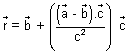 r⃗ = b⃗ + ( ((a⃗ − b⃗).c⃗) / c² ) c⃗